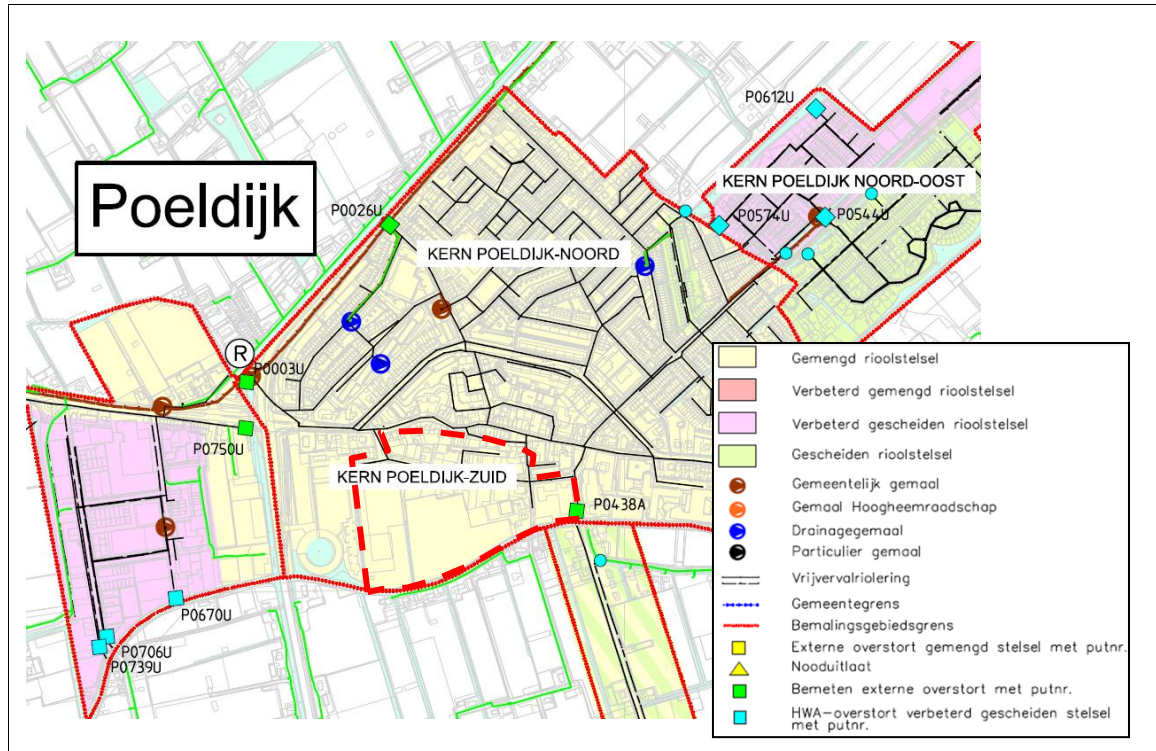 P0612U
Poeldijk
KERN POELDIJK NOORD-OOST
P0026U
P0574U
P0544U
KERN POELDIJK-NOORD
R
P0003U
Gemengd rioolstelsel
Verbeterd gemengd rioolstelsel
P0750U
Verbeterd gescheiden rioolstelsel
Gescheiden rioolstelsel
KERN POELDIJK-ZUID
Gemeentelijk gemaal
P0438A
Gemaal Hoogheemraadschap
Drainagegemaal
Particulier gemaal
Vrijvervalriolering
P0670U
Gemeentegrens
Bemalingsgebiedsgrens
P0706U
Externe overstort gemengd stelsel met putnr.
P0739U
Nooduitlaat
Bemeten externe overstort met putnr.
HWA-overstort verbeterd gescheiden stelsel
met putnr.